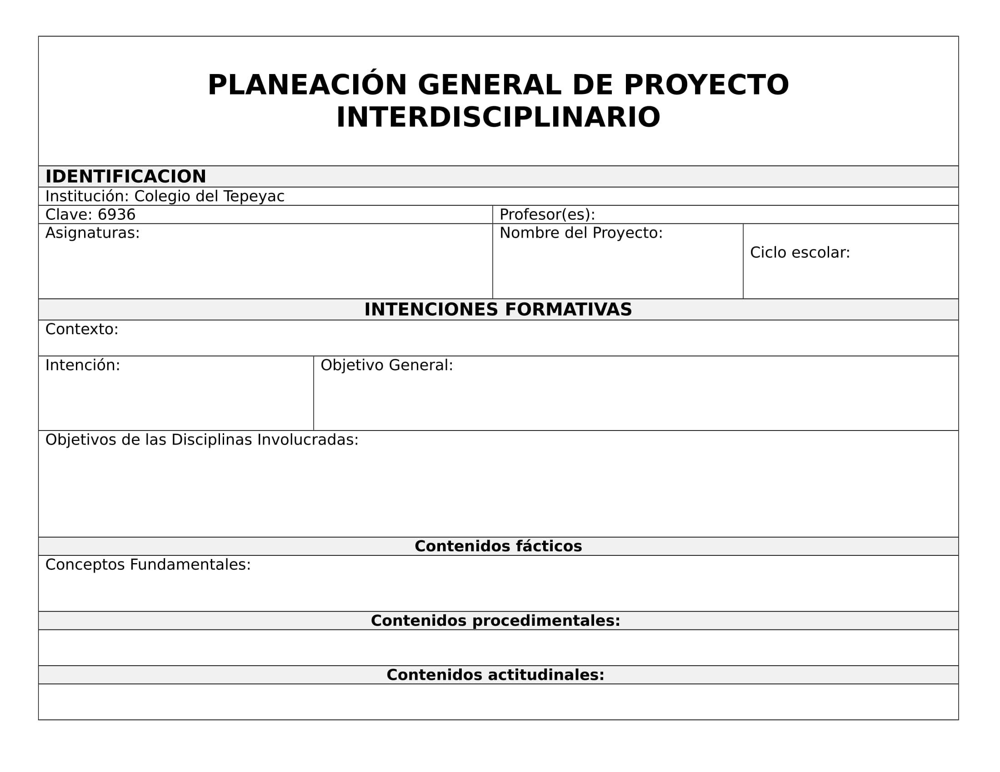 PLANEACIÓN GENERAL DE PROYECTO
INTERDISCIPLINARIO
IDENTIFICACION
Institución: Colegio del Tepeyac
Clave: 6936
Profesor(es):
Asignaturas:
Nombre del Proyecto:
Ciclo escolar:
INTENCIONES FORMATIVAS
Contexto:
Intención:
Objetivo General:
Objetivos de las Disciplinas Involucradas:
Contenidos fácticos
Conceptos Fundamentales:
Contenidos procedimentales:
Contenidos actitudinales: